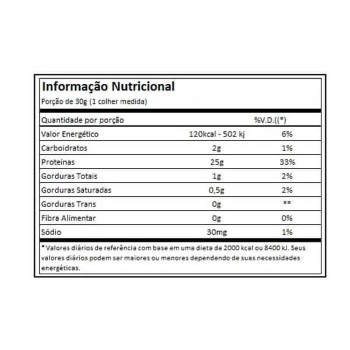 Informação Nutricional
Porção de 30g (1 colher medida)
Quantidade por porção %V.D.((*)
Valor Energético 120kcal - 502 kj 6%
Carboidratos 2g 1%
Proteínas 25g 33%
Gorduras Totais 1g 2%
Gorduras Saturadas 0,5g 2%
Gorduras Trans 0g **
Fibra Alimentar 0g 0%
Sódio 30mg 1%
* Valores diários de referência com base em uma dieta de 2000 kcal ou 8400 kJ. Seus
valores diários podem ser maiores ou menores dependendo de suas necessidades
energéticas.